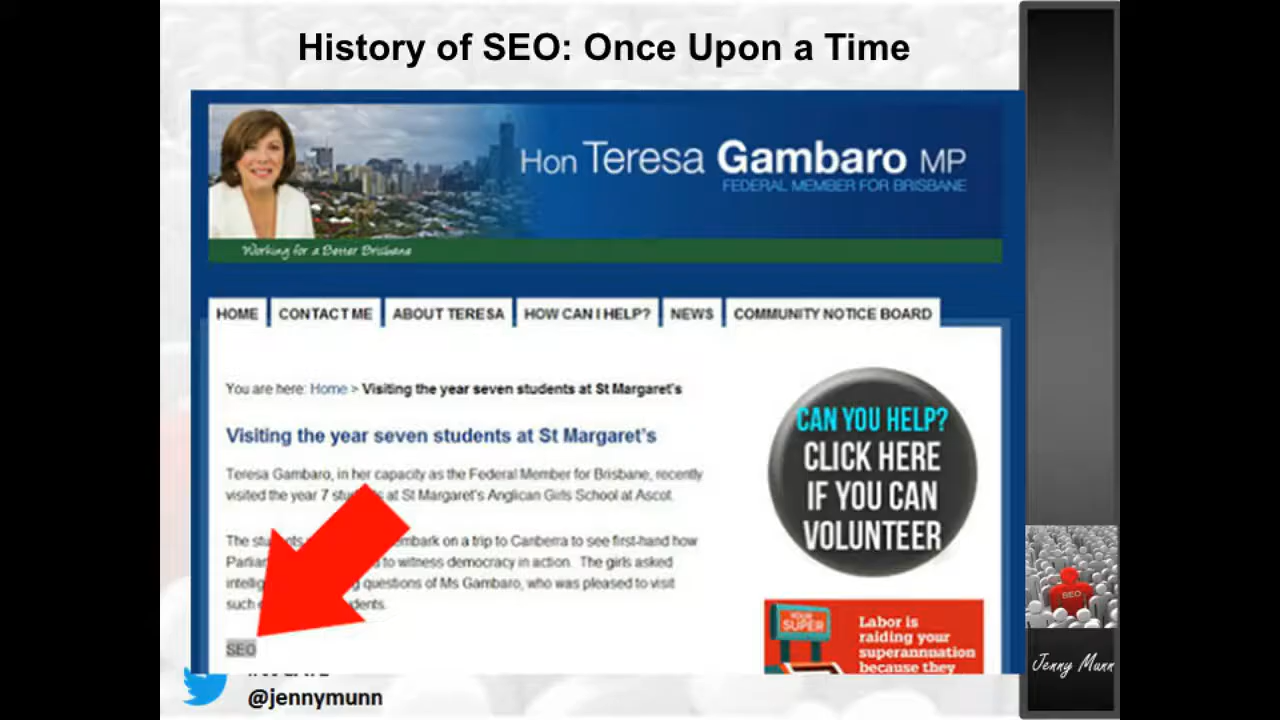 History of SEO: Once Upon a Time
Hon Teresa Gambaro MP
FEDERAL MEMBER FOR BRISBANE
Working for a Better Brisbane
HOME
CONTACT ME
ABOUT TERESA
HOW CAN I HELP?
NEWS
COMMUNITY NOTICE BOARD
You are here: Home > Visiting the year seven students at St Margaret's
Visiting the year seven students at St Margaret's
Teresa Gambaro, in her capacity as the Federal Member for Brisbane, recently
visited the year 7 at St Margaret's Anglican Girls School at Ascot.
The on a trip to Canberra to see first-hand how
to witness democracy in action. The girls asked
questions of Ms Gambaro, who was pleased to visit
such
SEO
CAN YOU HELP?
CLICK HERE
IF YOU CAN
VOLUNTEER
YOUR
SUPER
Labor is
raiding your
superannuation
because they
SEO
Jenny Munn
@jennymunn